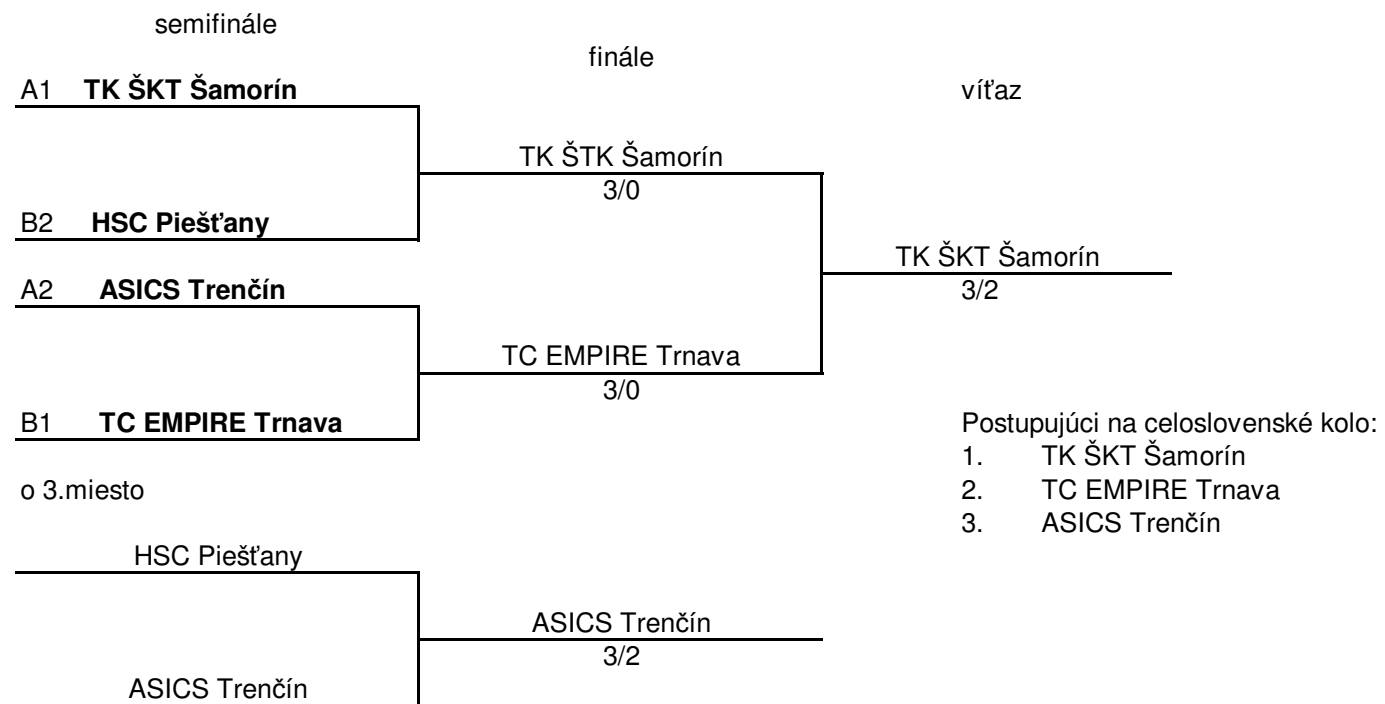 semifinále
finále
A1 TK ŠKT Šamorín
víťaz
TK ŠTK Šamorín
3/0
B2 HSC Piešťany
TK ŠKT Šamorín
A2 ASICS Trenčín
3/2
TC EMPIRE Trnava
3/0
B1 TC EMPIRE Trnava
Postupujúci na celoslovenské kolo:
1. TK ŠKT Šamorín
o 3.miesto
2. TC EMPIRE Trnava
3. ASICS Trenčín
HSC Piešťany
ASICS Trenčín
3/2
ASICS Trenčín